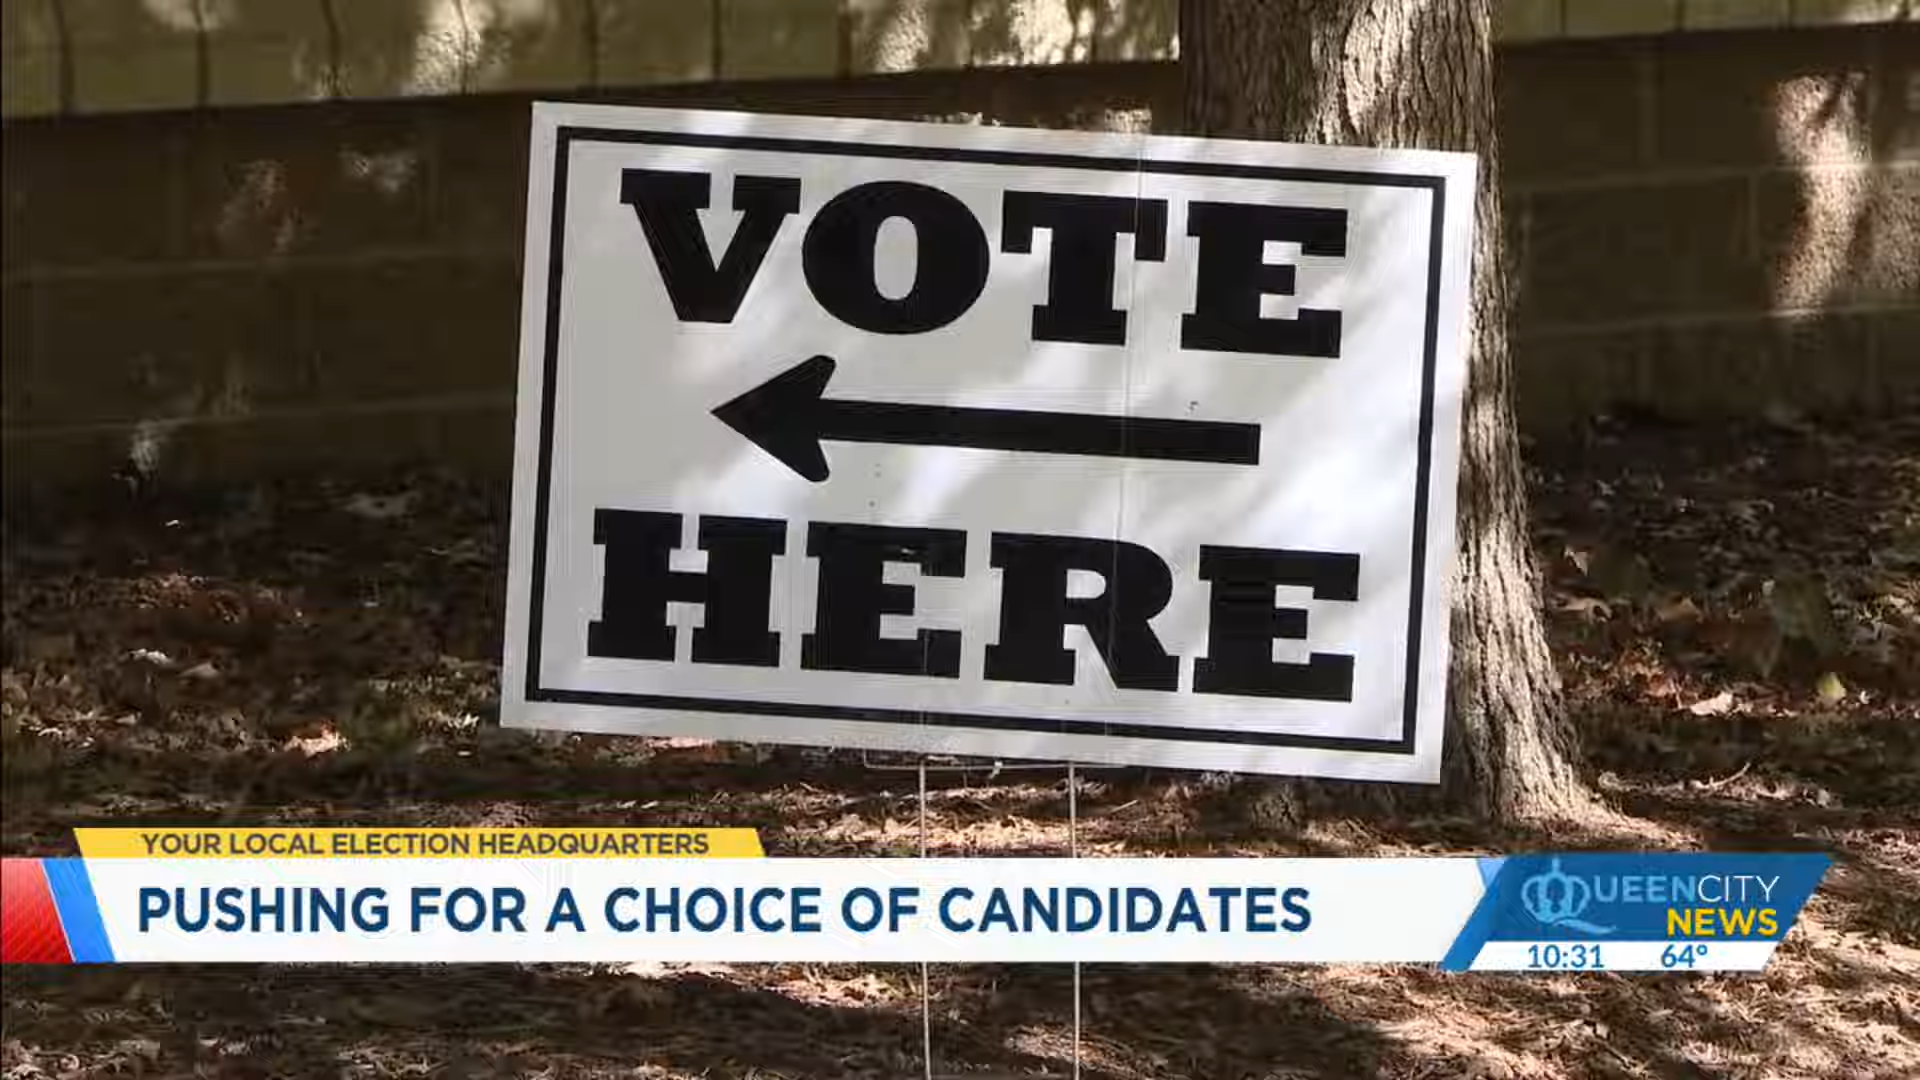 VOTE
HERE
YOUR LOCAL ELECTION HEADQUARTERS
PUSHING FOR A CHOICE OF CANDIDATES
QUEENCITY
NEWS
10:31 64°